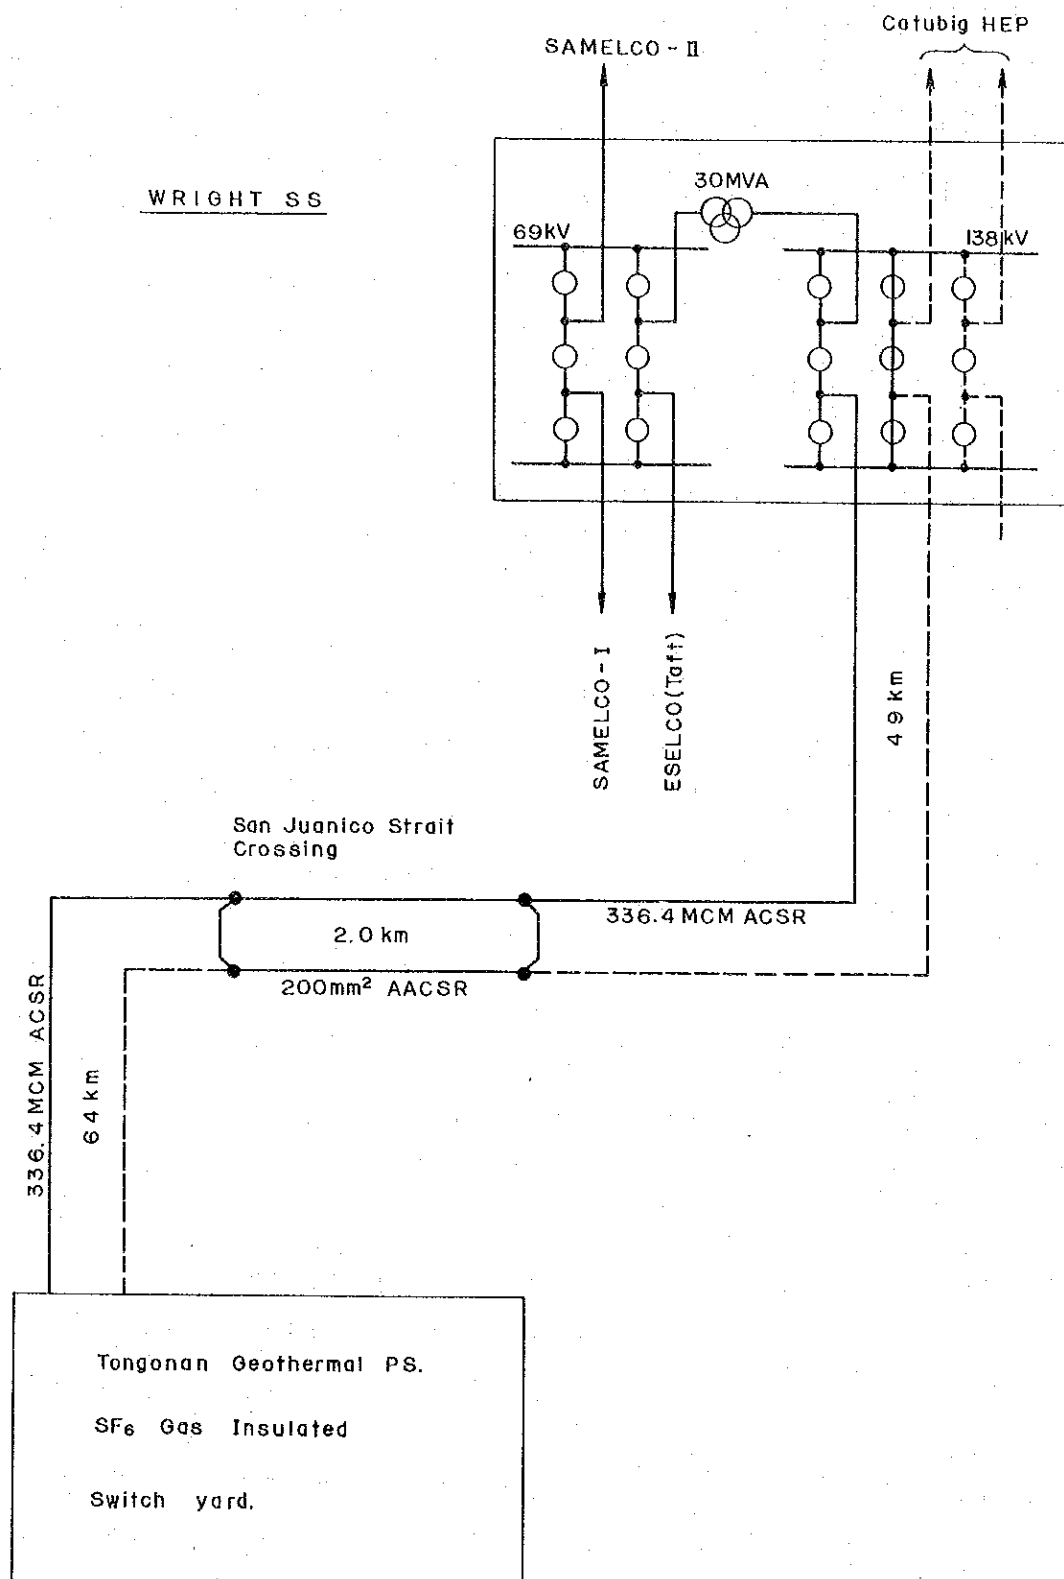 Catubig HEP
SAMELCO - II
WRIGHT SS
30MVA
69kV
138kV
SAMELCO - I
ESELCO(Taft)
49km
San Juanico Strait
Crossing
336.4 MCM ACSR
2.0 km
200mm² AACSR
336.4 MCM ACSR
64km
Tongonan Geothermal PS.
SF₆ Gas Insulated
Switch yard.